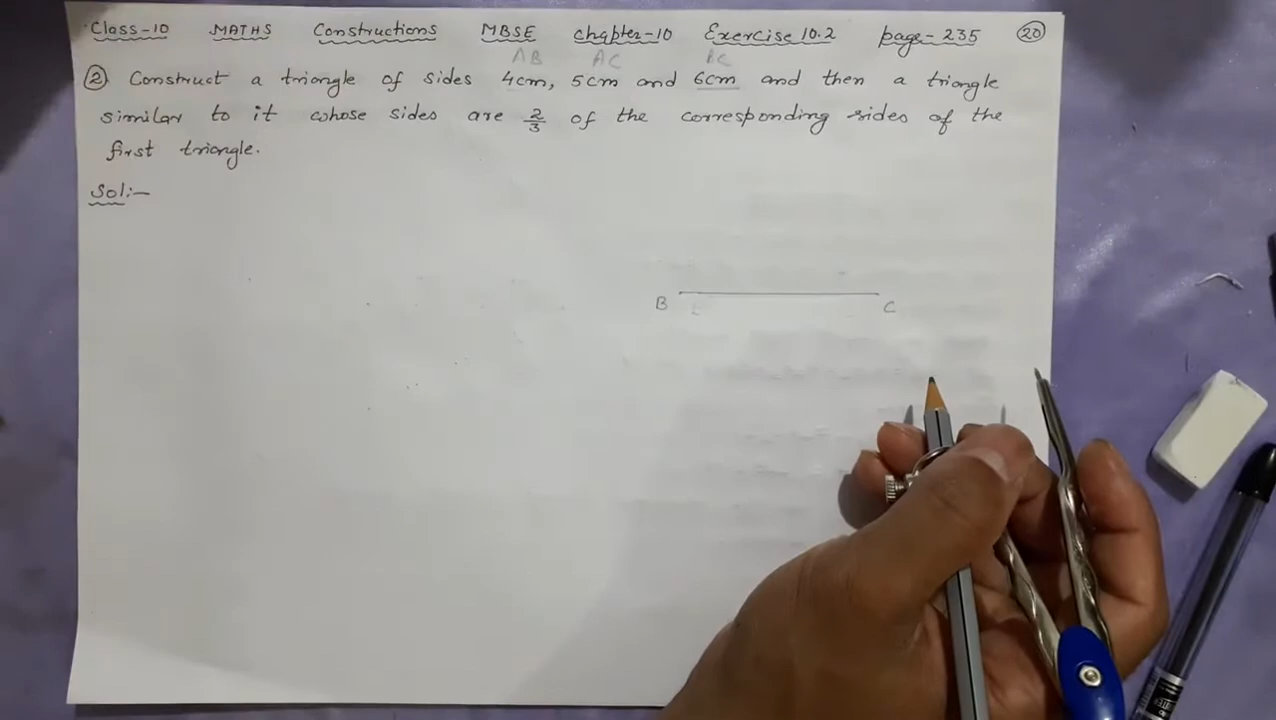 Class-10 MATHS Constructions MBSE chapter-10 Exercise 10.2 page-235 20
AB AC BC
② Construct a triangle of sides 4cm, 5cm and 6cm and then a triangle
similar to it whose sides are 2/3 of the corresponding sides of the
first triangle.
Sol:-
B C